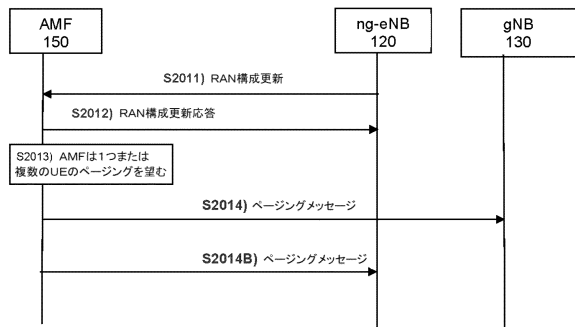 AMF
150
ng-eNB
120
gNB
130
S2011) RAN構成更新
S2012) RAN構成更新応答
S2013) AMFは1つまたは
複数のUEのページングを望む
S2014) ページングメッセージ
S2014B) ページングメッセージ